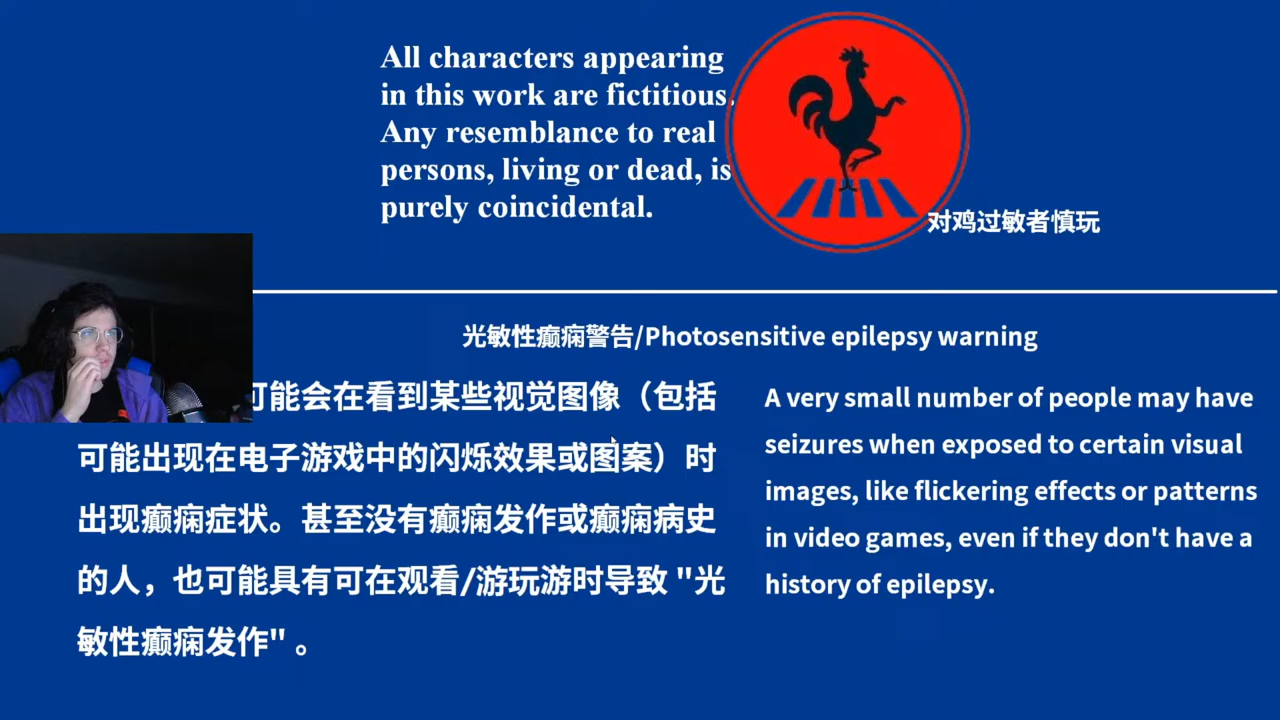 All characters appearing
in this work are fictitious.
Any resemblance to real
persons, living or dead, is
purely coincidental.
对鸡过敏者慎玩
光敏性癫痫警告/Photosensitive epilepsy warning
可能会在看到某些视觉图像（包括
可能出现在电子游戏中的闪烁效果或图案）时
出现癫痫症状。甚至没有癫痫发作或癫痫病史
的人，也可能具有可在观看/游玩游时导致 "光
敏性癫痫发作" 。
A very small number of people may have
seizures when exposed to certain visual
images, like flickering effects or patterns
in video games, even if they don't have a
history of epilepsy.